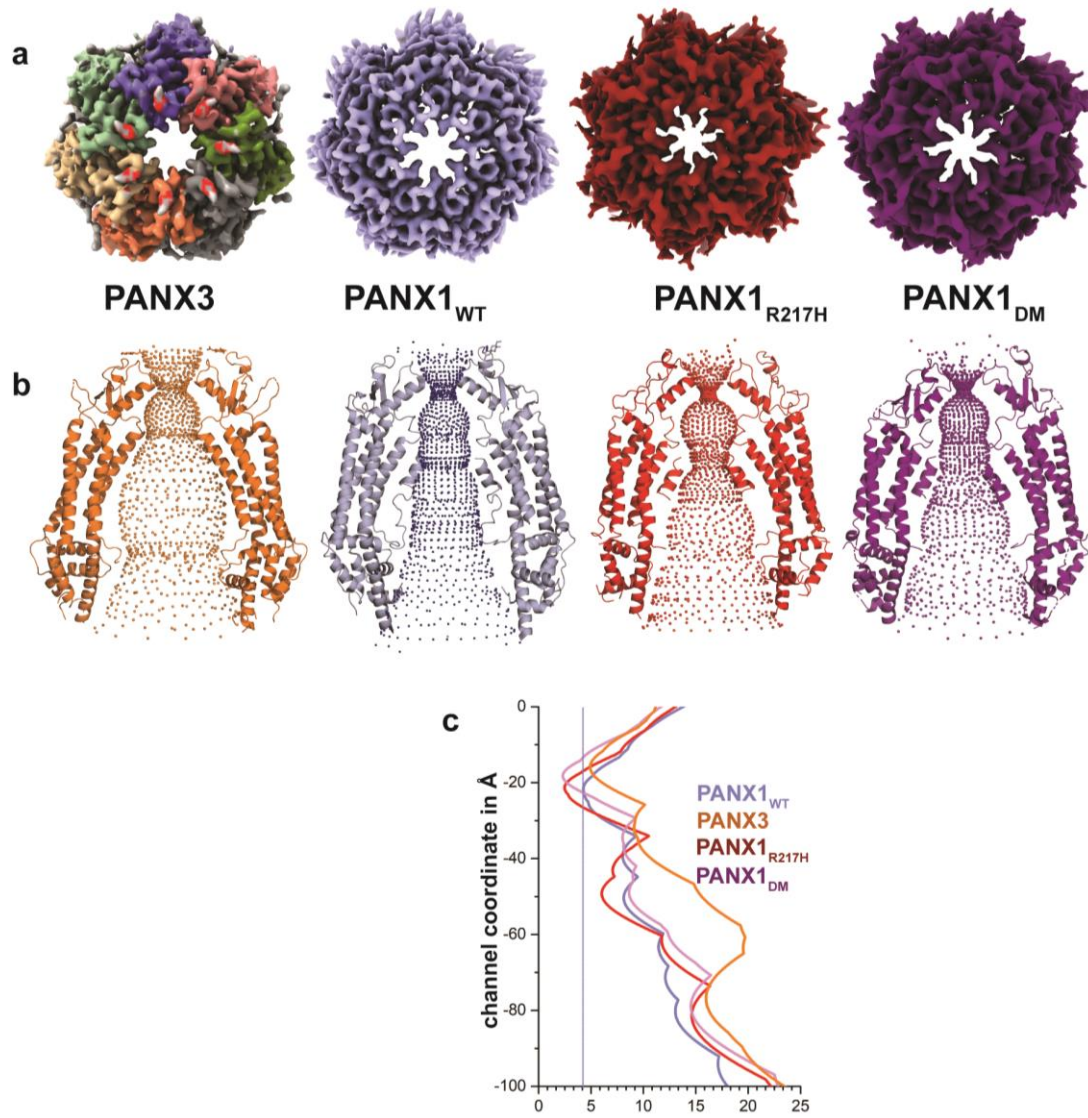 a
PANX3 PANX1WT PANX1R217H PANX1DM
b
c
channel coordinate in Å
0
-20
-40
-60
-80
-100
PANX1WT
PANX3
PANX1R217H
PANX1DM
0 5 10 15 20 25